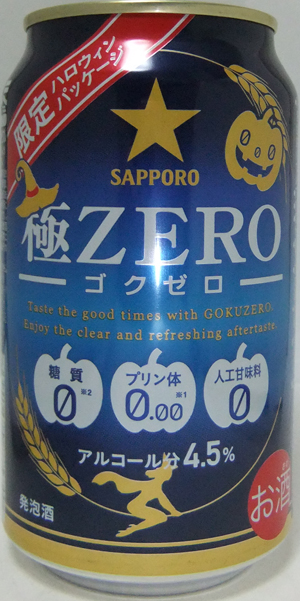 限定
ハロウィン
パッケージ
SAPPORO
極ZERO
ゴクゼロ
Taste the good times with GOKUZERO.
Enjoy the clear and refreshing aftertaste.
糖質
0※2
プリン体
0.00※1
人工甘味料
0
アルコール分4.5%
発泡酒
お酒